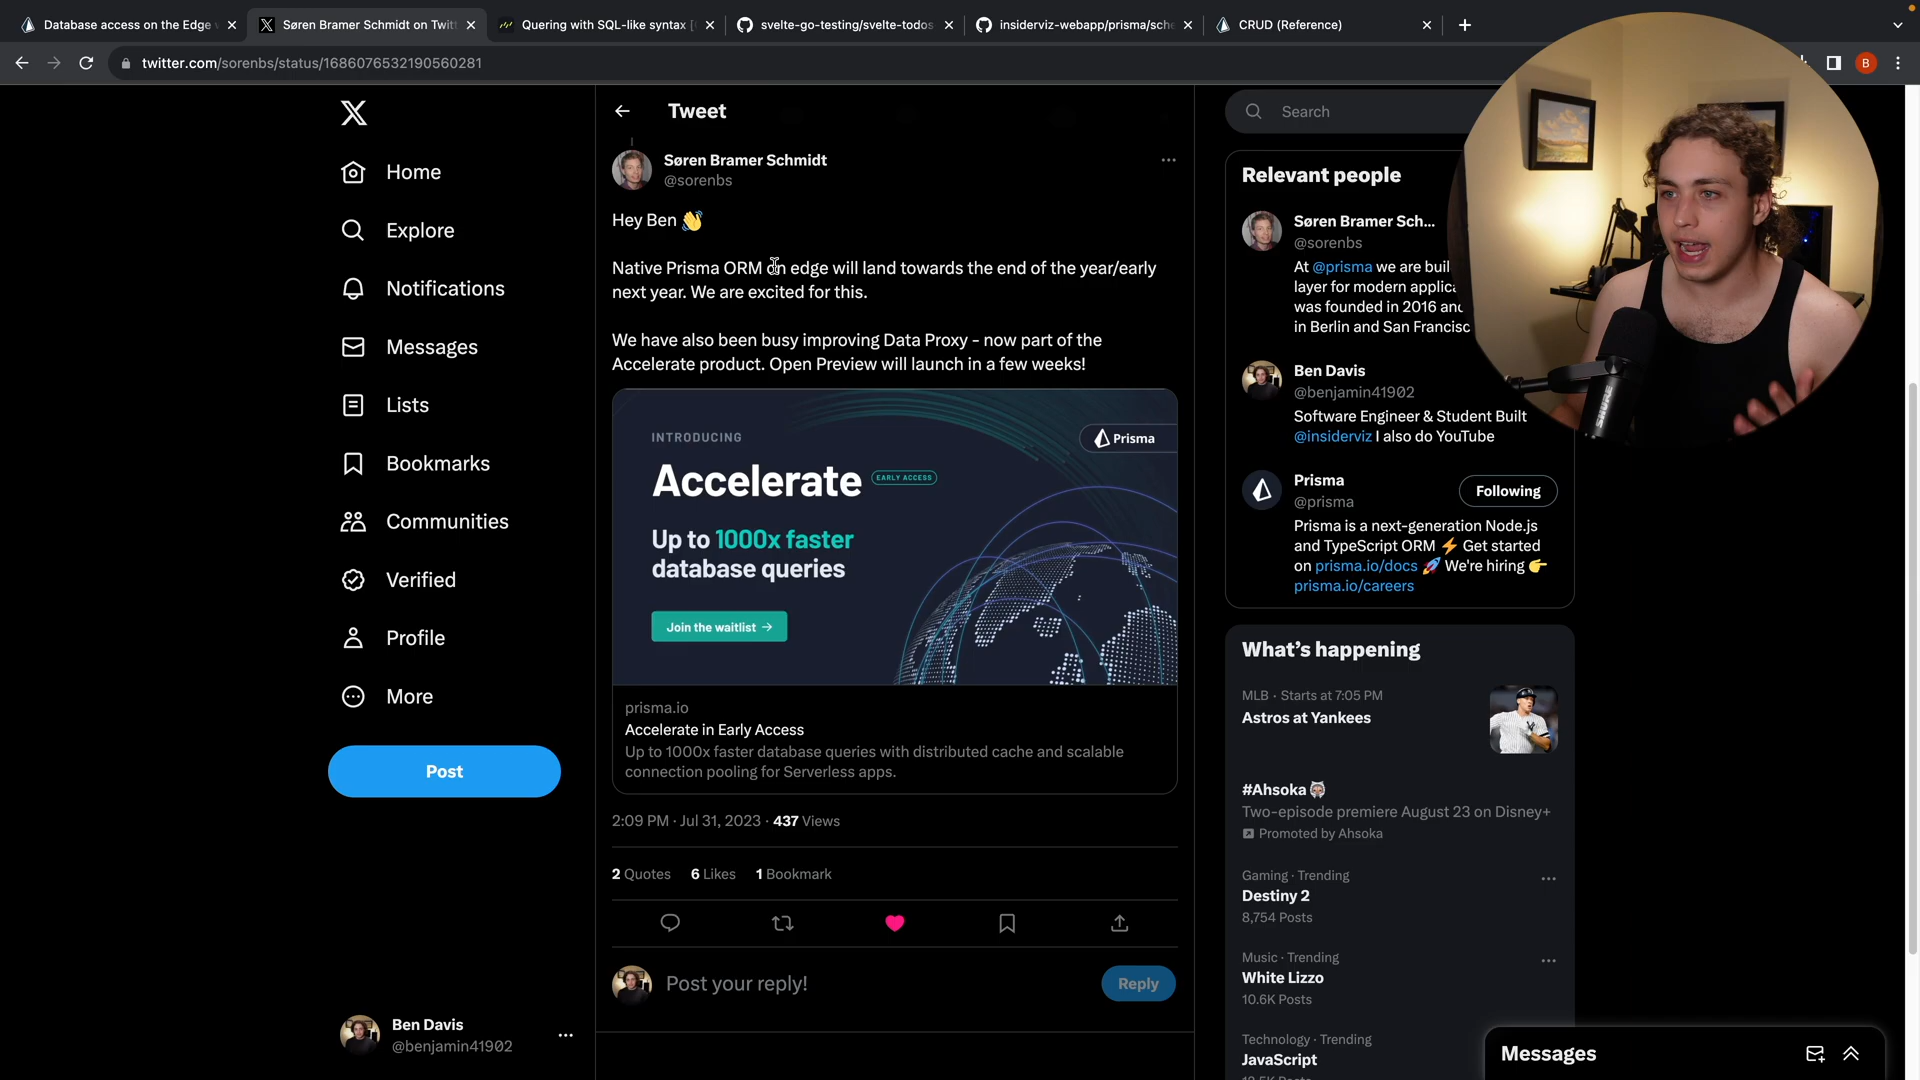 Database access on the Edge
Søren Bramer Schmidt on Twitt
Quering with SQL-like syntax [
svelte-go-testing/svelte-todos
insiderviz-webapp/prisma/sche
CRUD (Reference)
twitter.com/sorenbs/status/1686076532190560281
B
Home
Explore
Notifications
Messages
Lists
Bookmarks
Communities
Verified
Profile
More
Post
Ben Davis
@benjamin41902
Tweet
Søren Bramer Schmidt
@sorenbs
Hey Ben 👋
Native Prisma ORM on edge will land towards the end of the year/early
next year. We are excited for this.
We have also been busy improving Data Proxy - now part of the
Accelerate product. Open Preview will launch in a few weeks!
INTRODUCING
Prisma
Accelerate
EARLY ACCESS
Up to 1000x faster
database queries
Join the waitlist →
prisma.io
Accelerate in Early Access
Up to 1000x faster database queries with distributed cache and scalable
connection pooling for Serverless apps.
2:09 PM · Jul 31, 2023 · 437 Views
2 Quotes 6 Likes 1 Bookmark
Post your reply!
Reply
Search
Relevant people
Søren Bramer Sch...
@sorenbs
At @prisma we are buil
layer for modern applica
was founded in 2016 and
in Berlin and San Francisc
Ben Davis
@benjamin41902
Software Engineer & Student Built
@insiderviz I also do YouTube
Prisma
@prisma
Following
Prisma is a next-generation Node.js
and TypeScript ORM ⚡ Get started
on prisma.io/docs 🚀 We're hiring 👉
prisma.io/careers
What's happening
MLB · Starts at 7:05 PM
Astros at Yankees
#Ahsoka
Two-episode premiere August 23 on Disney+
Promoted by Ahsoka
Gaming · Trending
Destiny 2
8,754 Posts
Music · Trending
White Lizzo
10.6K Posts
Technology · Trending
JavaScript
Messages
SHURE